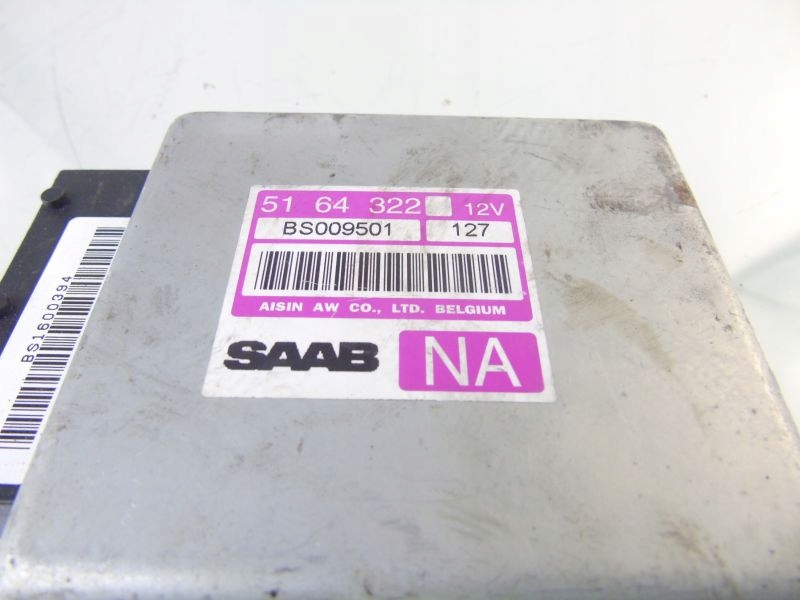 51 64 322 12V
BS009501 127
AISIN AW CO., LTD. BELGIUM
SAAB NA
BS1600394